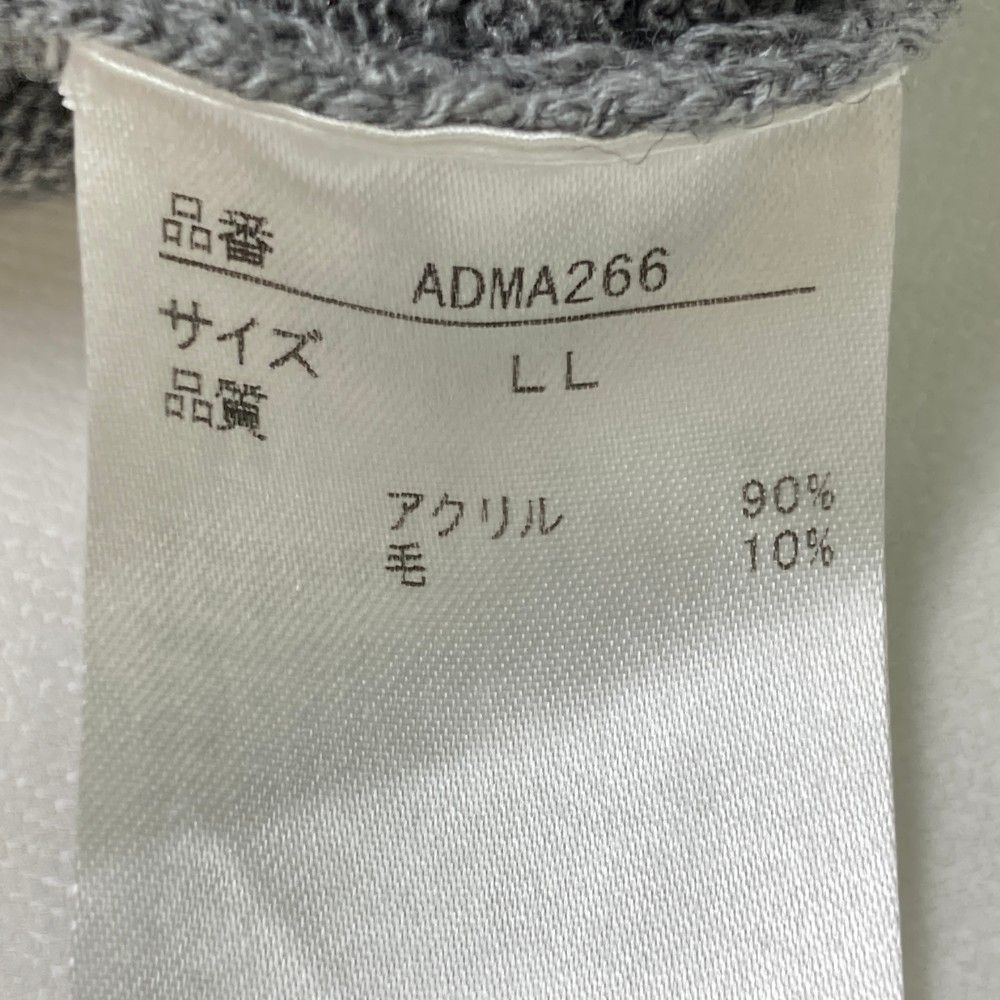 品番 ADMA266
サイズ LL
品質
アクリル 90%
毛 10%